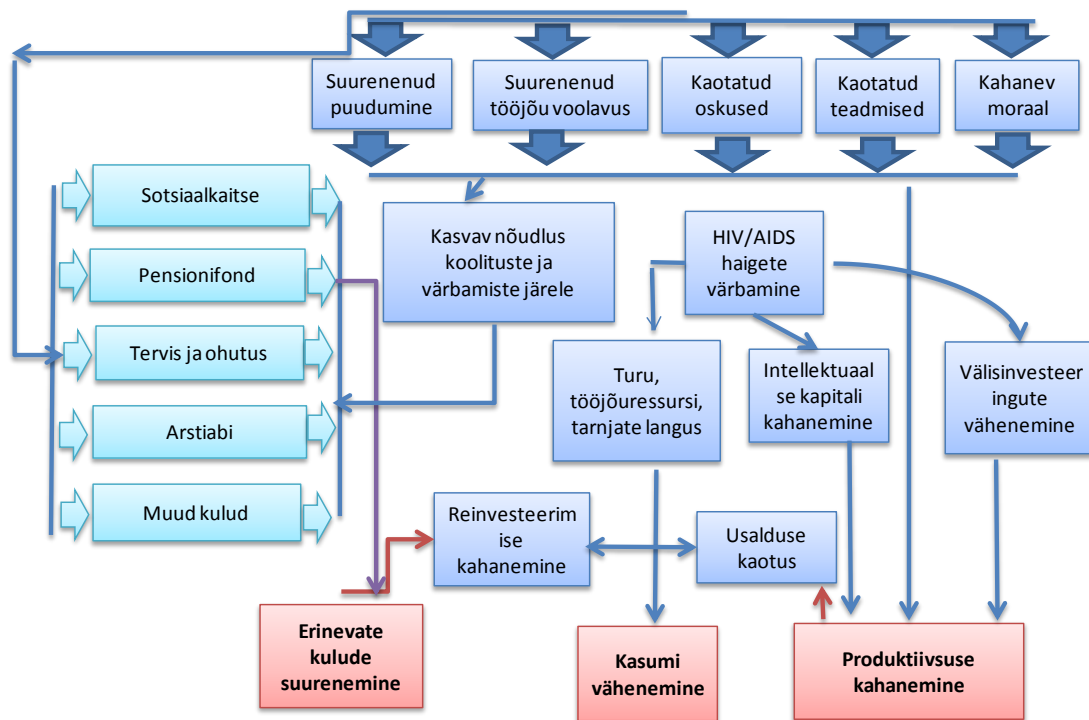 Suurenenud
puudumine
Suurenenud
tööjõu voolavus
Kaotatud
oskused
Kaotatud
teadmised
Kahanev
moraal
Sotsiaalkaitse
Pensionifond
Tervis ja ohutus
Arstiabi
Muud kulud
Kasvav nõudlus
koolituste ja
värbamiste järele
HIV/AIDS
haigete
värbamine
Turu,
tööjõuressursi,
tarnjate langus
Intellektuaal
se kapitali
kahanemine
Välisinvesteer
ingute
vähenemine
Reinvesteerim
ise
kahanemine
Usalduse
kaotus
Erinevate
kulude
suurenemine
Kasumi
vähenemine
Produktiivsuse
kahanemine